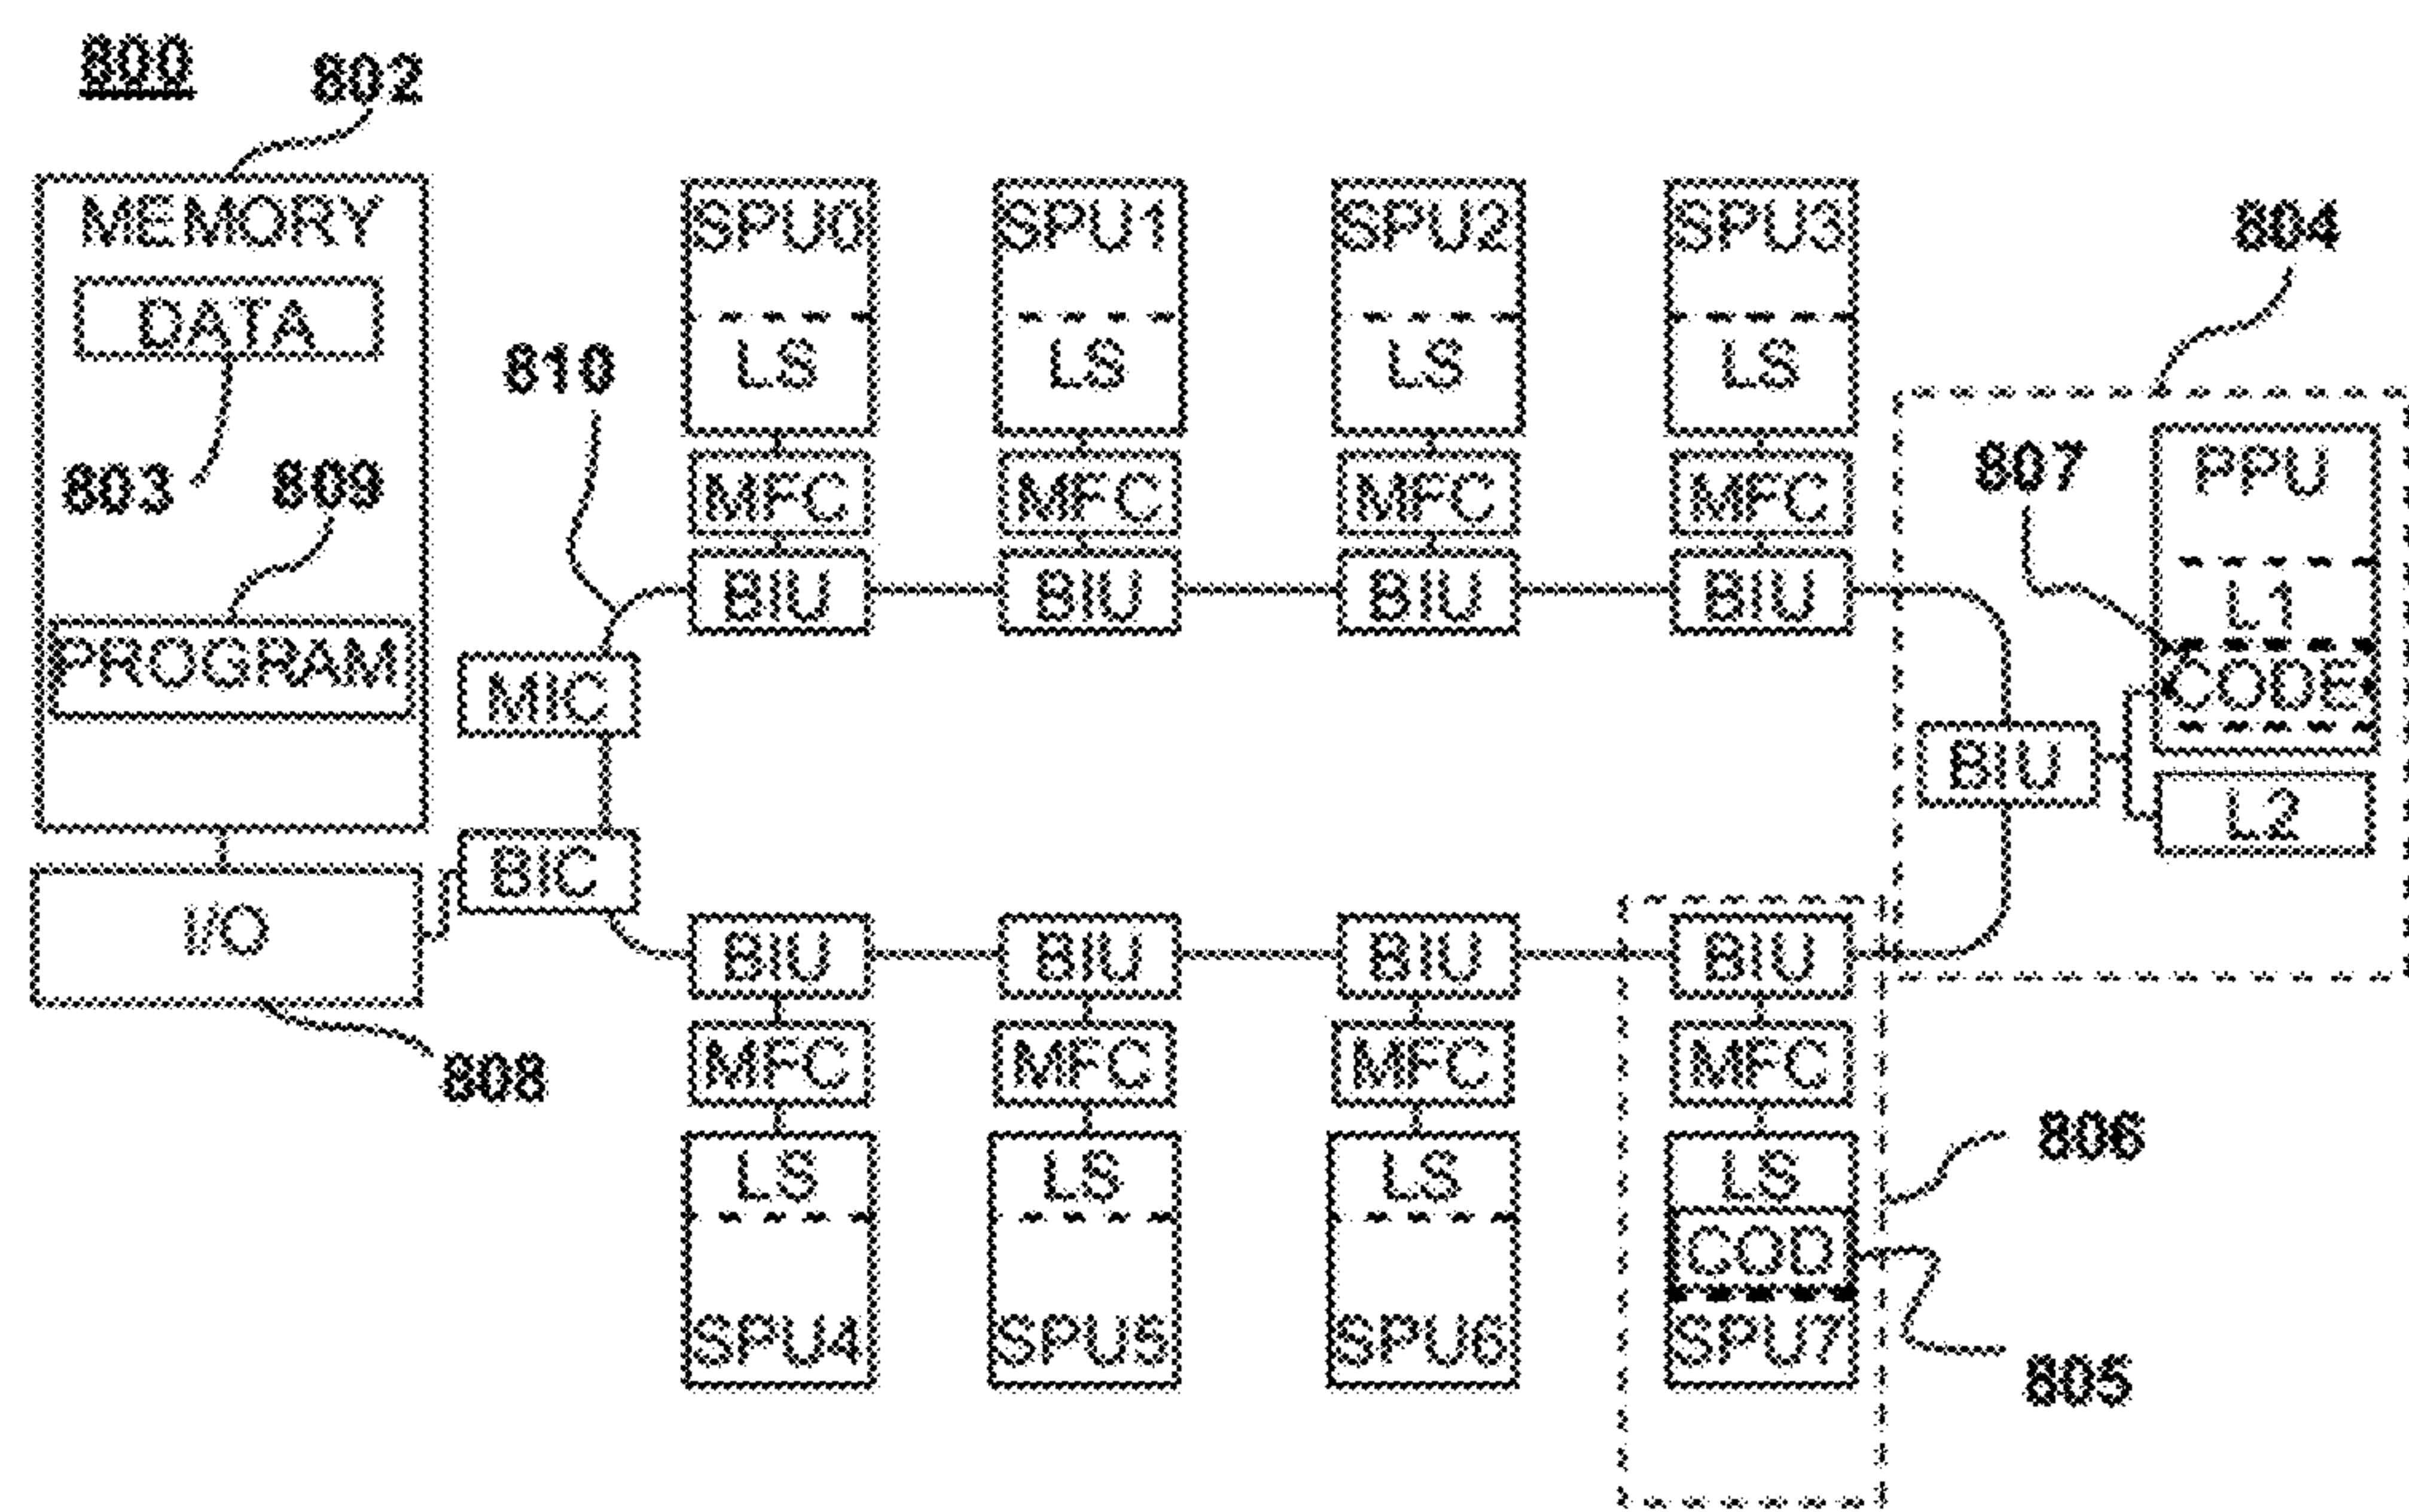 800
802
MEMORY
DATA
803
809
PROGRAM
I/O
808
810
MIC
BIC
SPU0 SPU1 SPU2 SPU3
LS LS LS LS
MFC MFC MFC MFC
BIU BIU BIU BIU
804
807
PPU
L1
CODE
BIU
L2
BIU BIU BIU BIU
MFC MFC MFC MFC
LS LS LS LS
COD
SPU4 SPU5 SPU6 SPU7
806
805